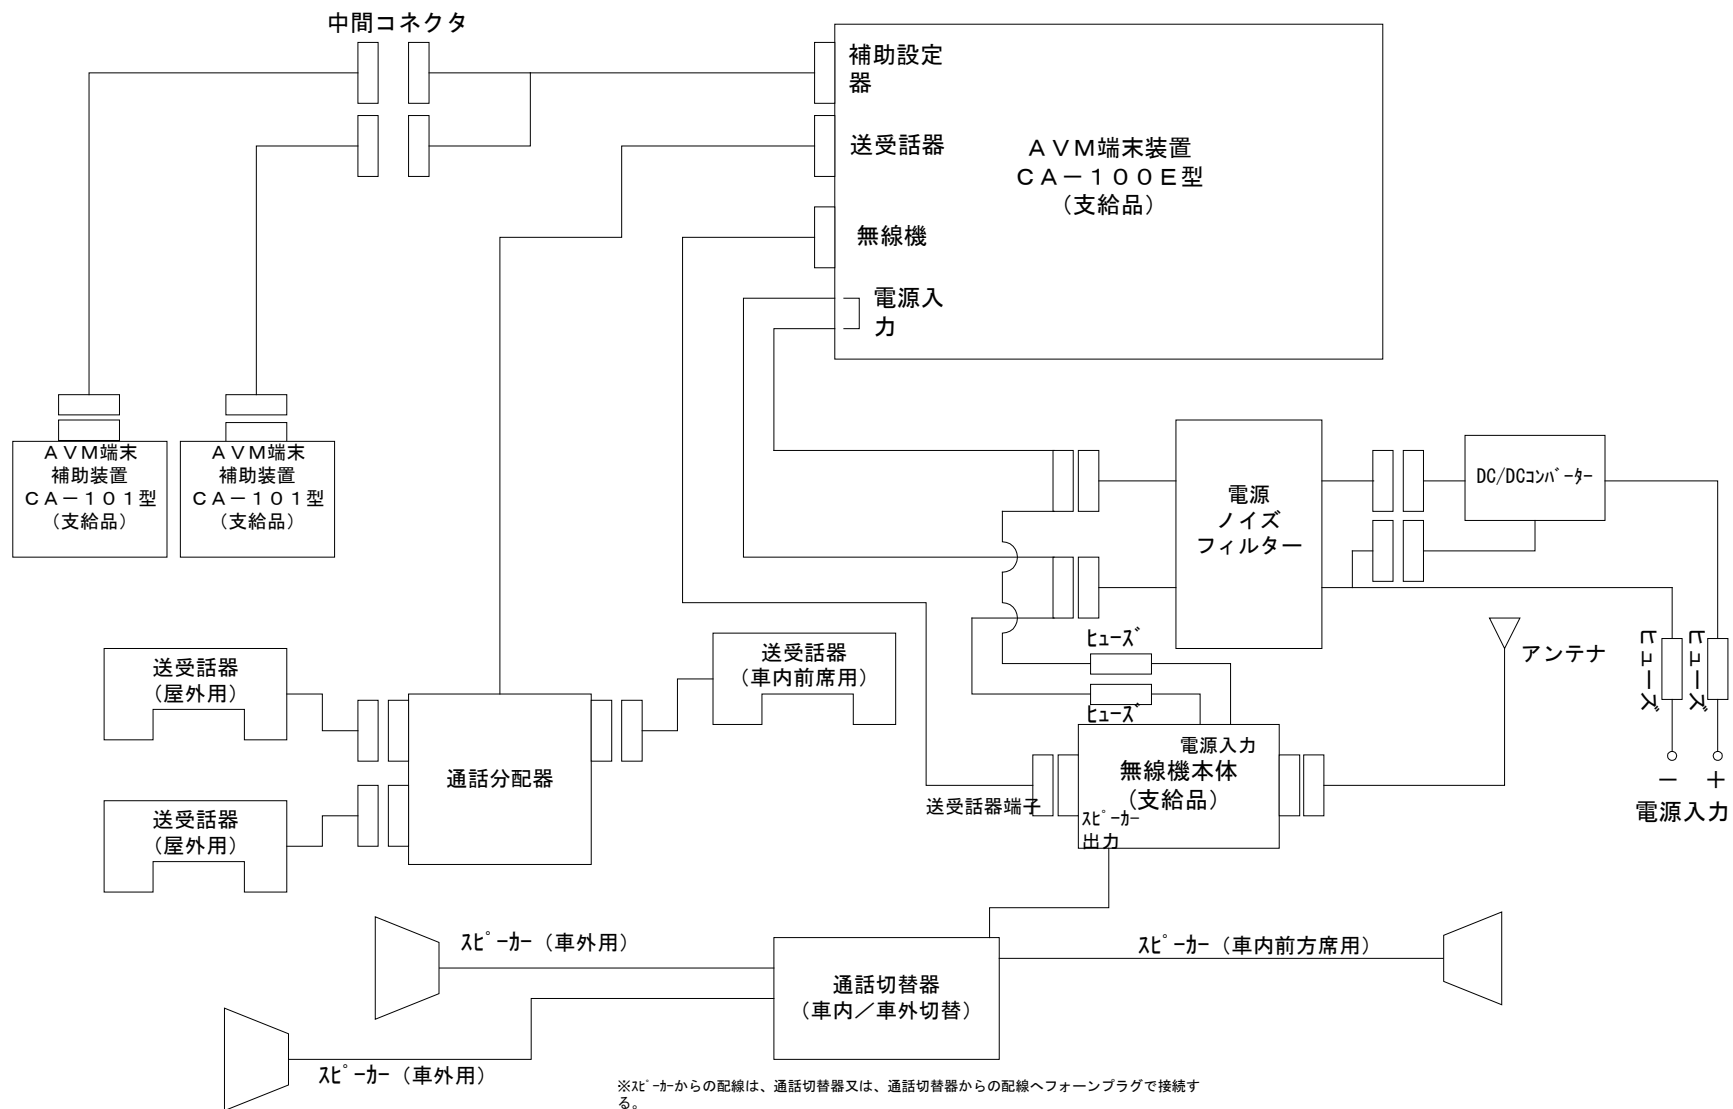 中間コネクタ
補助設定
器
送受話器
無線機
電源入
力
ＡＶＭ端末装置
ＣＡ－１００Ｅ型
（支給品）
ＡＶＭ端末
補助装置
ＣＡ－１０１型
（支給品）
ＡＶＭ端末
補助装置
ＣＡ－１０１型
（支給品）
電源
ノイズ
フィルター
DC/DCｺﾝﾊﾞｰﾀｰ
送受話器
（屋外用）
送受話器
（車内前席用）
ﾋｭｰｽﾞ
ﾋｭｰｽﾞ
アンテナ
ヒューズ
ヒューズ
－
＋
電源入力
通話分配器
電源入力
無線機本体
（支給品）
送受話器端子
ｽﾋﾟｰｶｰ
出力
送受話器
（屋外用）
ｽﾋﾟｰｶｰ（車外用）
ｽﾋﾟｰｶｰ（車内前方席用）
通話切替器
（車内／車外切替）
ｽﾋﾟｰｶｰ（車外用）
※ｽﾋﾟｰｶｰからの配線は、通話切替器又は、通話切替器からの配線へフォーンプラグで接続す
る。